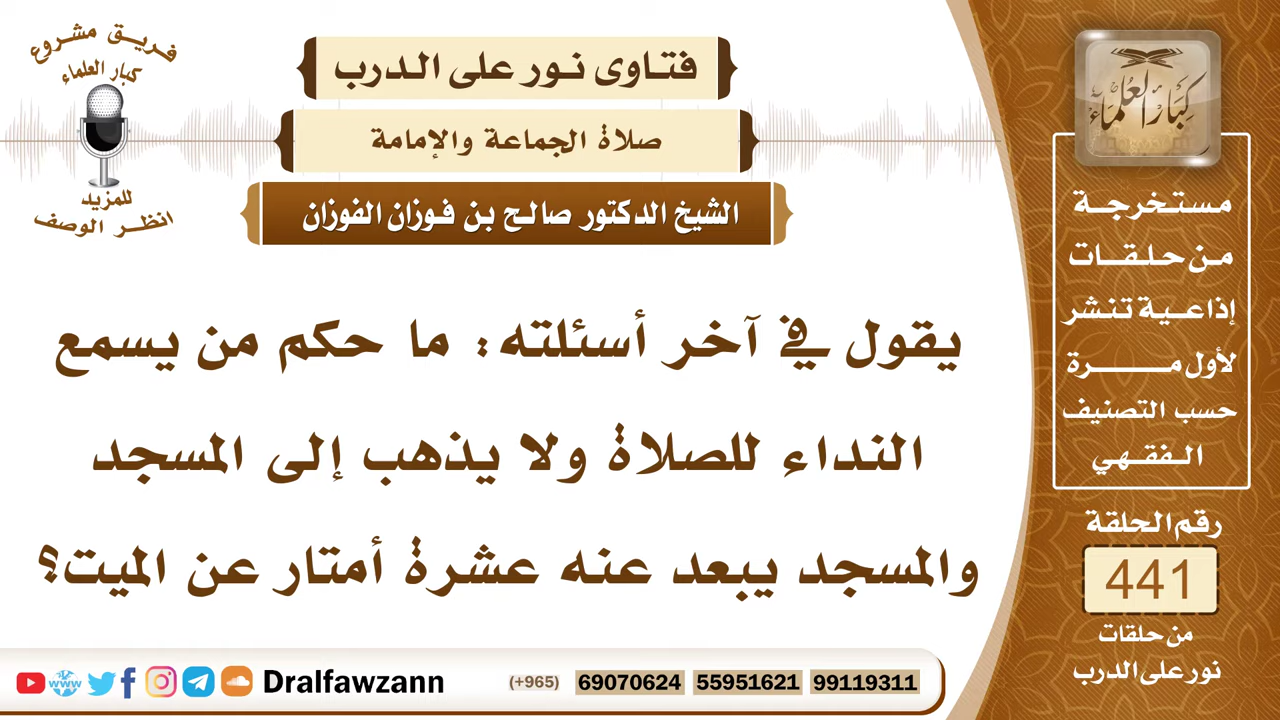 فريق مشروع
كبار العلماء
للمزيد
انظر الوصف
فتاوى نور على الدرب
صلاة الجماعة والإمامة
الشيخ الدكتور صالح بن فوزان الفوزان
يقول في آخر أسئلته: ما حكم من يسمع
النداء للصلاة ولا يذهب إلى المسجد
والمسجد يبعد عنه عشرة أمتار عن الميت؟
كبار العلماء
مستخرجة
من حلقات
إذاعية تنشر
لأول مرة
حسب التصنيف
الفقهي
رقم الحلقة
441
من حلقات
نور على الدرب
www Dralfawzann (+965) 69070624 55951621 99119311